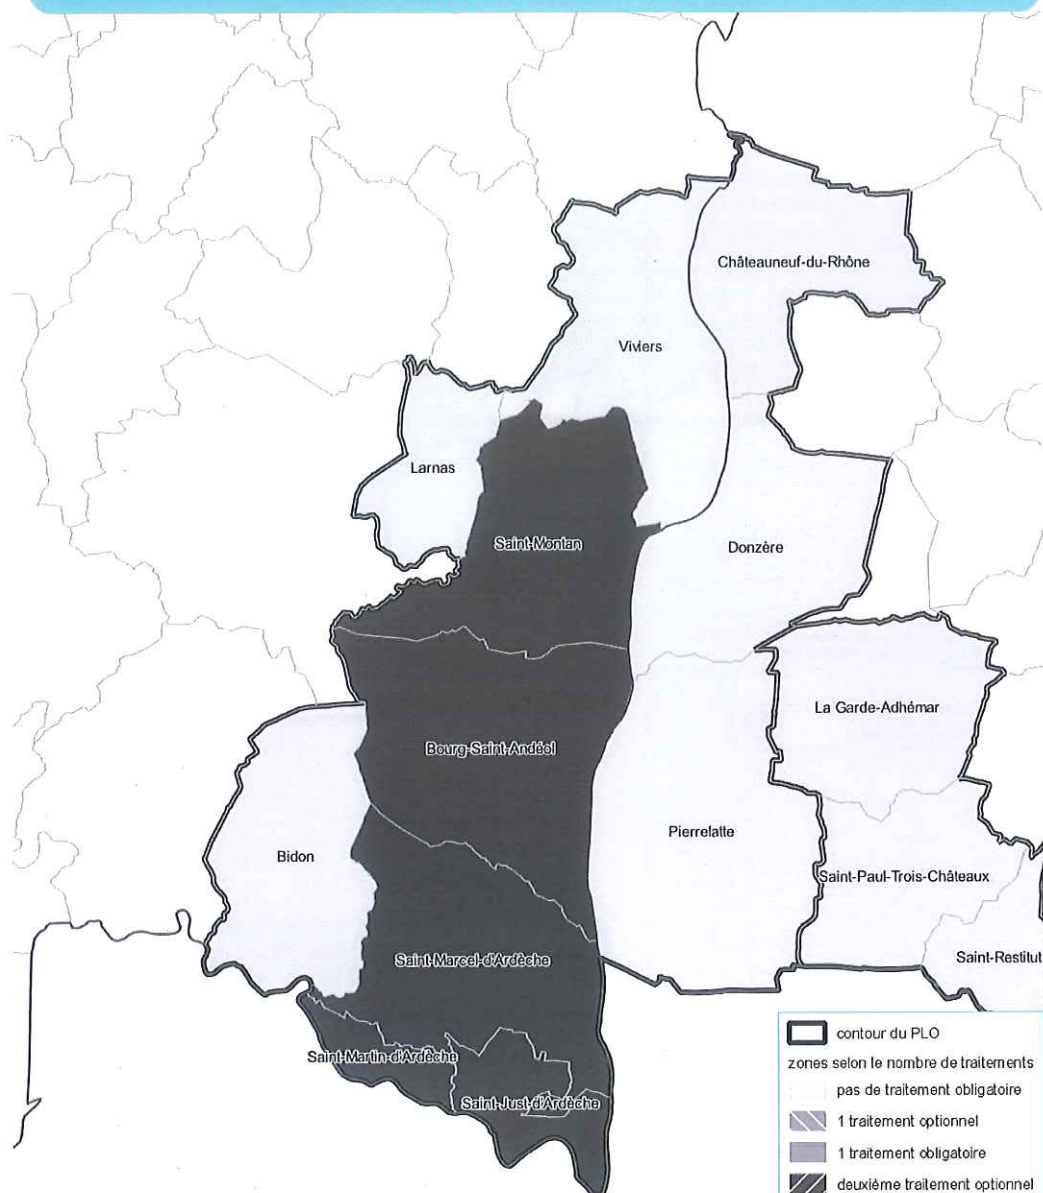 Châteauneuf-du-Rhône
Viviers
Larnas
Saint-Montan
Donzère
La Garde-Adhémar
Bourg-Saint-Andéol
Pierrelatte
Bidon
Saint-Paul-Trois-Châteaux
Saint-Marcel-d'Ardèche
Saint-Restitut
Saint-Martin-d'Ardèche
Saint-Just-d'Ardèche
contour du PLO
zones selon le nombre de traitements
pas de traitement obligatoire
1 traitement optionnel
1 traitement obligatoire
deuxième traitement optionnel